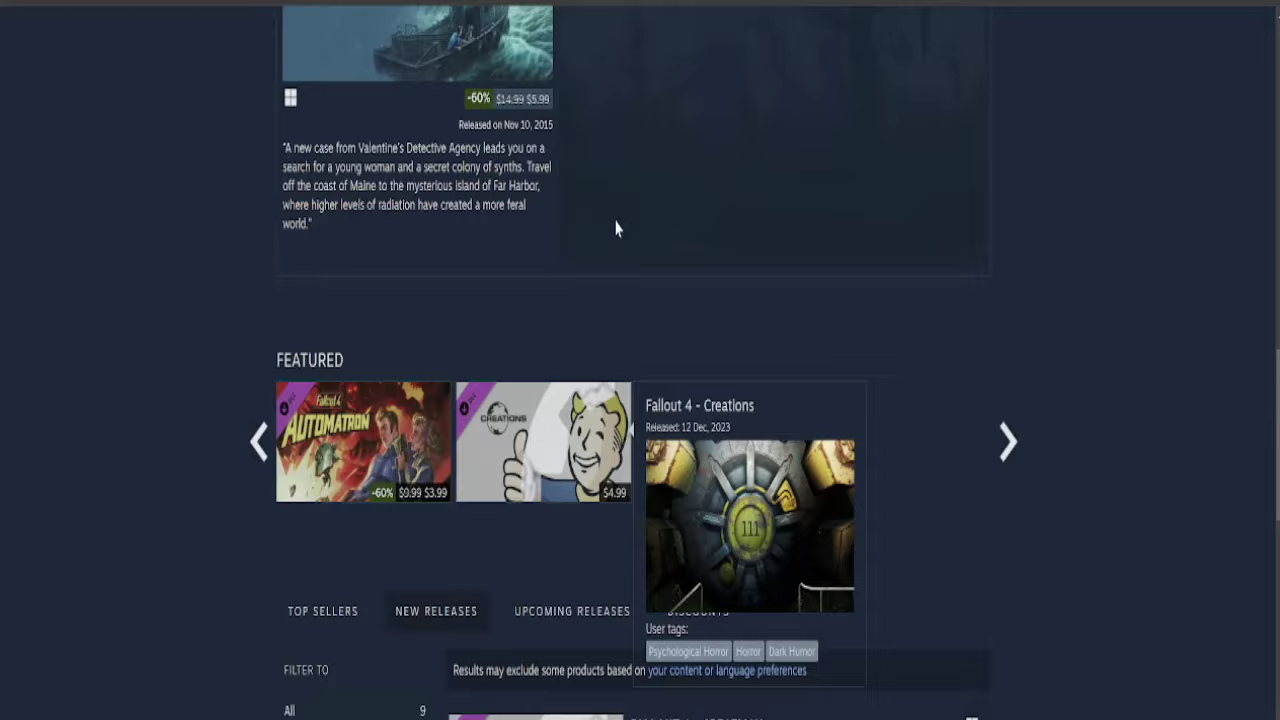 -60% $14.99 $5.99
Released on Nov 10, 2015
"A new case from Valentine's Detective Agency leads you on a
search for a young woman and a secret colony of synths. Travel
off the coast of Maine to the mysterious island of Far Harbor,
where higher levels of radiation have created a more feral
world."
FEATURED
Fallout 4
AUTOMATRON
-60% $9.99 $3.99
CREATIONS
$4.99
Fallout 4 - Creations
Released: 12 Dec, 2023
111
TOP SELLERS
NEW RELEASES
UPCOMING RELEASES
DISCOUNTS
User tags:
Psychological Horror
Horror
Dark Humor
FILTER TO
Results may exclude some products based on your content or language preferences
All
9